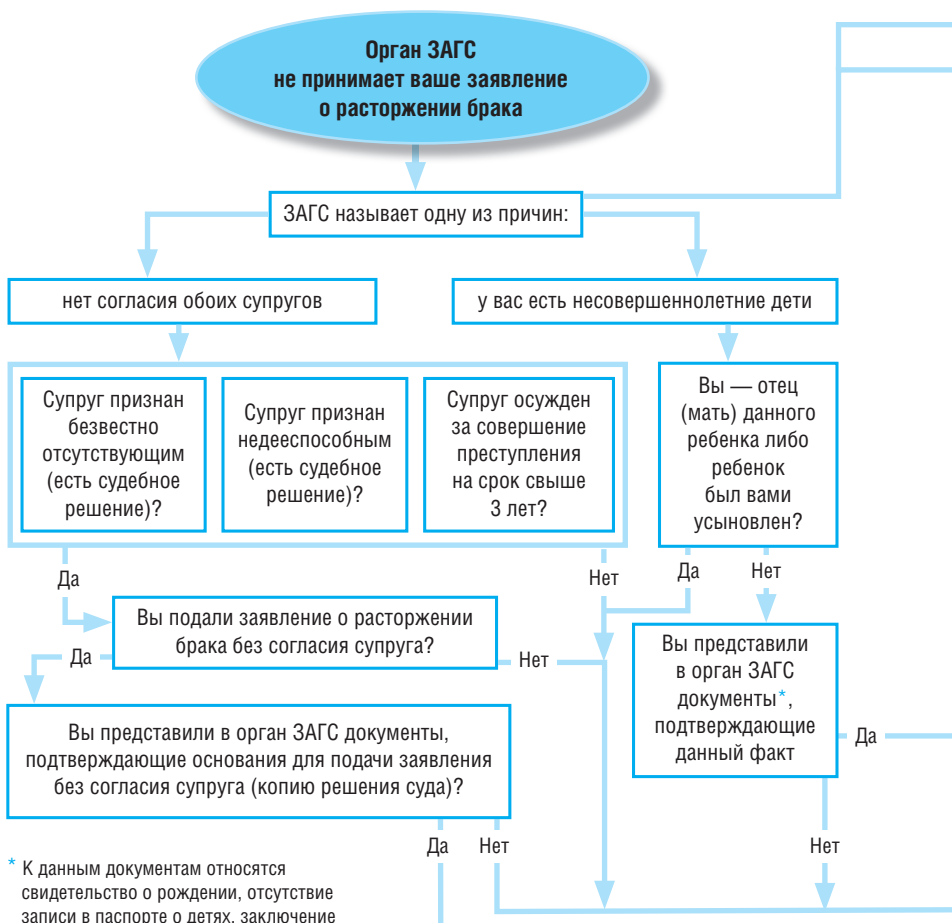 Орган ЗАГС
не принимает ваше заявление
о расторжении брака
ЗАГС называет одну из причин:
нет согласия обоих супругов
у вас есть несовершеннолетние дети
Супруг признан
безвестно
отсутствующим
(есть судебное
решение)?
Супруг признан
недееспособным
(есть судебное
решение)?
Супруг осужден
за совершение
преступления
на срок свыше
3 лет?
Вы — отец
(мать) данного
ребенка либо
ребенок
был вами
усыновлен?
Да
Нет
Да
Нет
Вы подали заявление о расторжении
брака без согласия супруга?
Да
Нет
Вы представили
в орган ЗАГС
документы*,
подтверждающие
данный факт
Да
Вы представили в орган ЗАГС документы,
подтверждающие основания для подачи заявления
без согласия супруга (копию решения суда)?
Да
Нет
Нет
* К данным документам относятся
свидетельство о рождении, отсутствие
записи в паспорте о детях, заключение